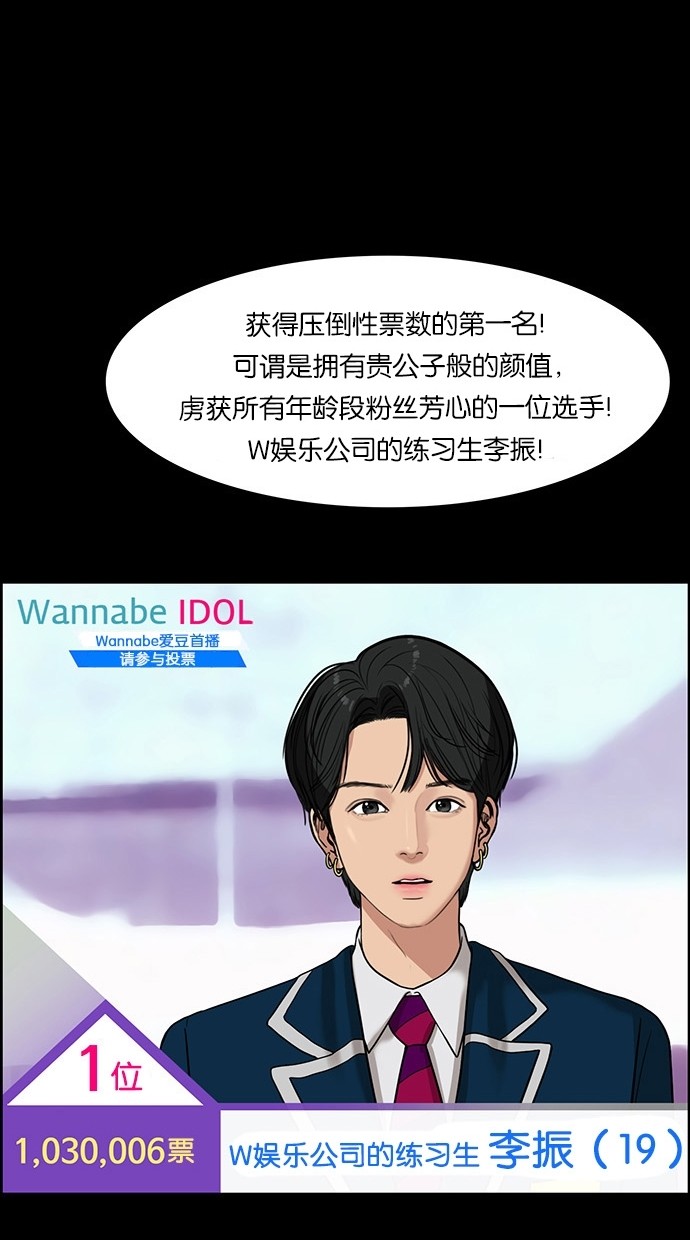 获得压倒性票数的第一名!
可谓是拥有贵公子般的颜值,
虏获所有年龄段粉丝芳心的一位选手!
W娱乐公司的练习生李振!
Wannabe IDOL
Wannabe爱豆首播
请参与投票
1位
1,030,006票
W娱乐公司的练习生 李振（19）